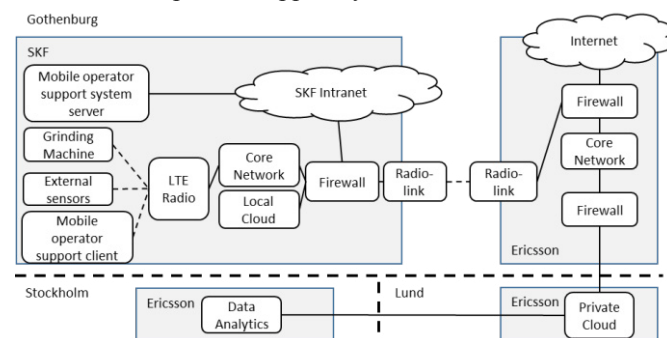 Gothenburg
SKF
Mobile operator
support system
server
SKF Intranet
Grinding
Machine
External
sensors
Mobile
operator
support client
LTE
Radio
Core
Network
Local
Cloud
Firewall
Radio-
link
Radio-
link
Internet
Firewall
Core
Network
Firewall
Ericsson
Stockholm
Ericsson
Data
Analytics
Lund
Ericsson
Private
Cloud